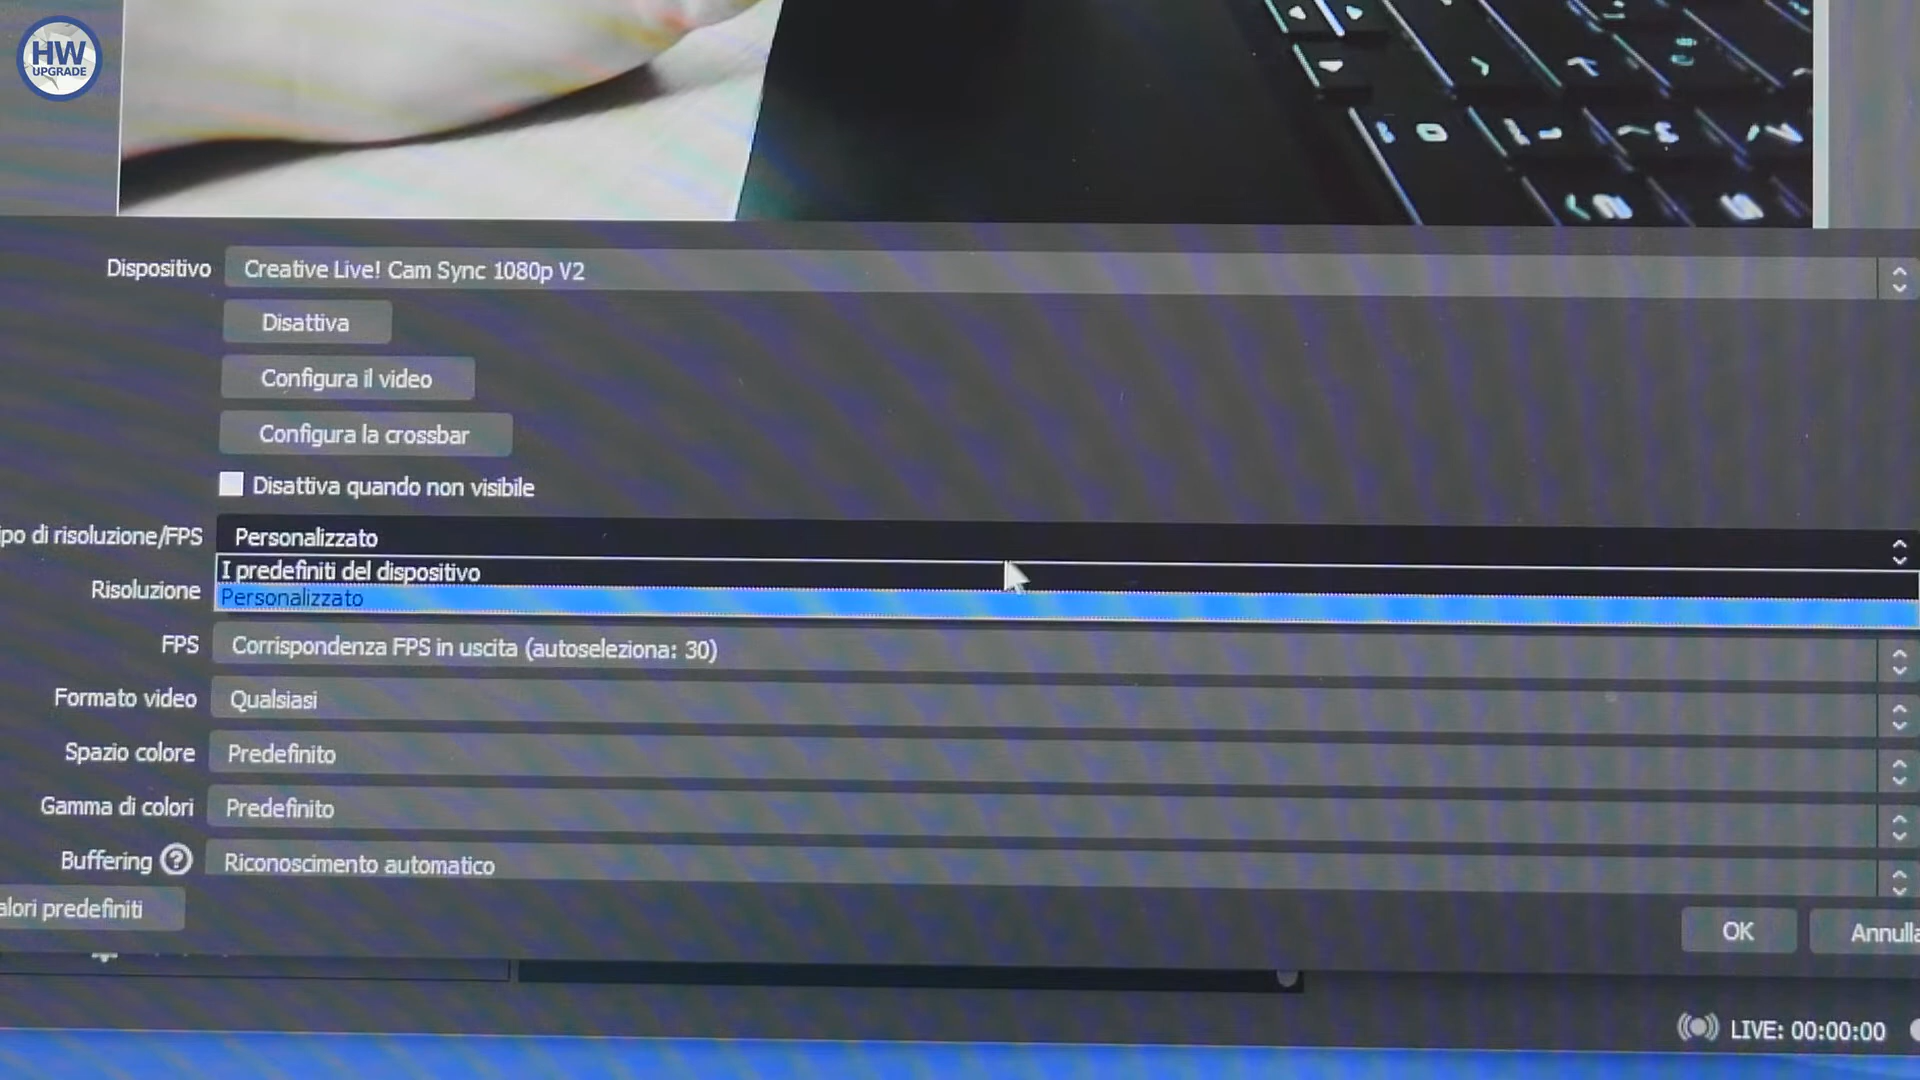 HW
UPGRADE
Dispositivo Creative Live! Cam Sync 1080p V2
Disattiva
Configura il video
Configura la crossbar
Disattiva quando non visibile
ipo di risoluzione/FPS Personalizzato
I predefiniti del dispositivo
Risoluzione Personalizzato
FPS Corrispondenza FPS in uscita (autoseleziona: 30)
Formato video Qualsiasi
Spazio colore Predefinito
Gamma di colori Predefinito
Buffering ? Riconoscimento automatico
alori predefiniti
OK Annulla
LIVE: 00:00:00